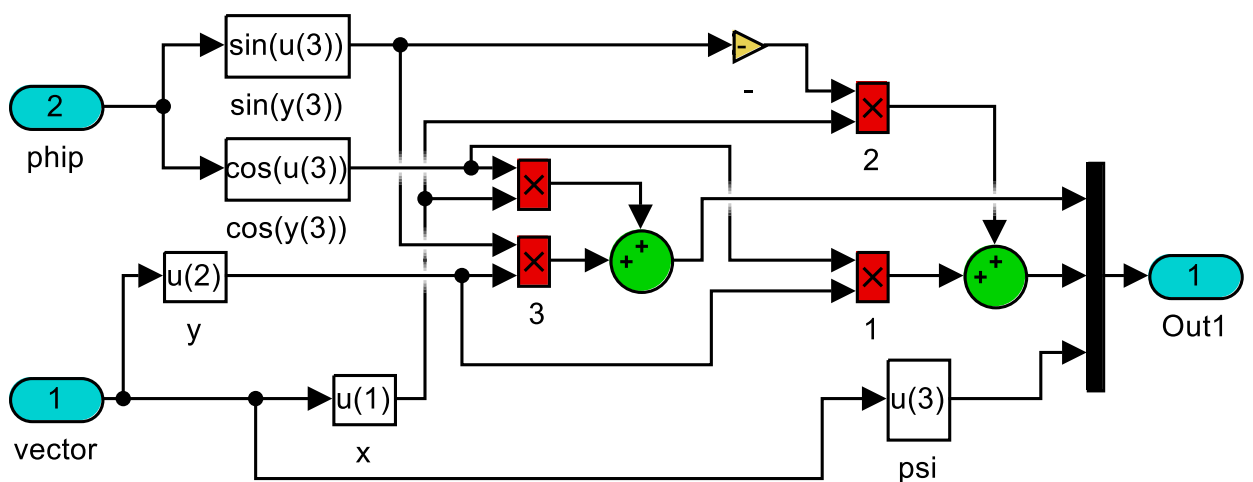 sin(u(3))
sin(y(3))
-
-
2
phip
×
2
cos(u(3))
cos(y(3))
×
+
+
×
3
u(2)
y
×
1
+
+
1
Out1
1
vector
u(1)
x
u(3)
psi